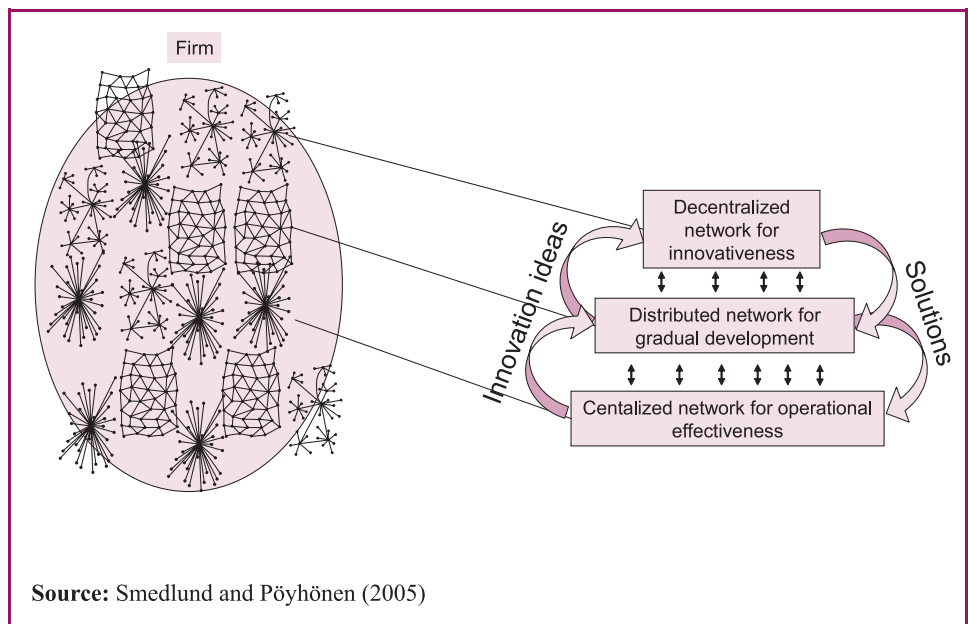 Firm
Innovation ideas
Decentralized
network for
innovativeness
Distributed network for
gradual development
Centalized network for operational
effectiveness
Solutions
Source: Smedlund and Pöyhönen (2005)